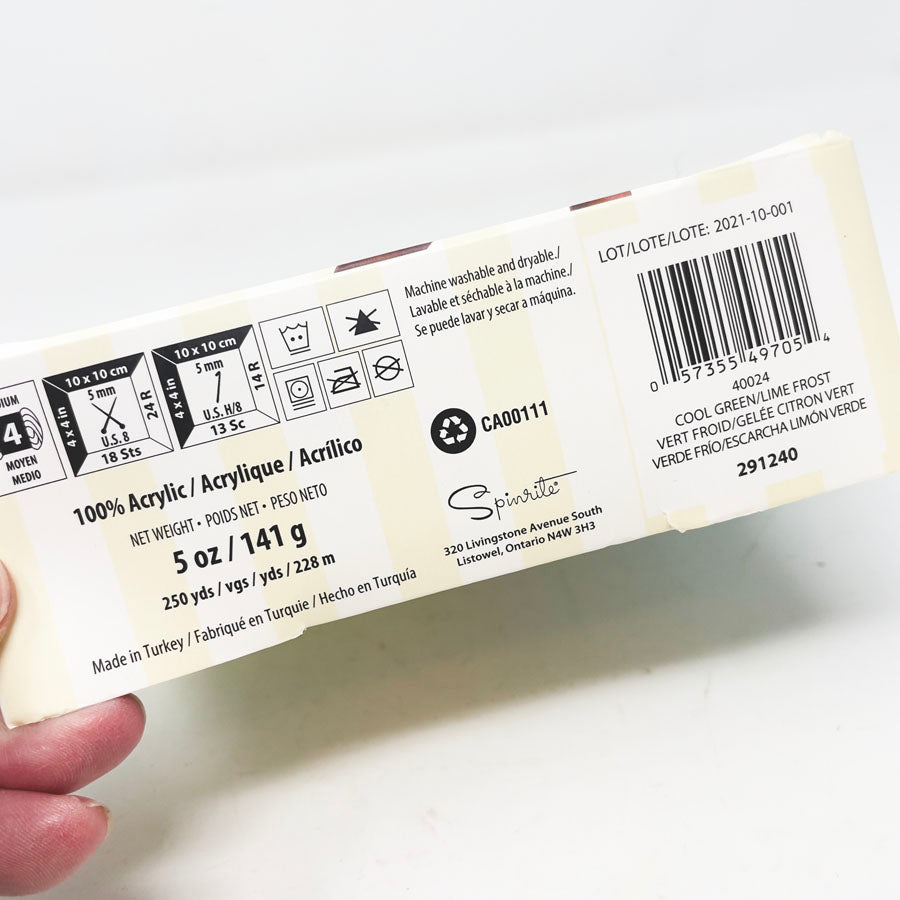 IUM
4
MOYEN
MEDIO
10 x 10 cm
4 x 4 in
5 mm
24 R
U.S. 8
18 Sts
10 x 10 cm
4 x 4 in
5 mm
14 R
U.S. H/8
13 Sc
100% Acrylic / Acrylique / Acrílico
NET WEIGHT • POIDS NET • PESO NETO
5 oz / 141 g
250 yds / vgs / yds / 228 m
Made in Turkey / Fabriqué en Turquie / Hecho en Turquía
Machine washable and dryable./
Lavable et séchable à la machine./
Se puede lavar y secar a máquina.
CA00111
Spinrite
320 Livingstone Avenue South
Listowel, Ontario N4W 3H3
LOT/LOTE/LOTE: 2021-10-001
0 57355 49705 4
40024
COOL GREEN/LIME FROST
VERT FROID/GELÉE CITRON VERT
VERDE FRÍO/ESCARCHA LIMÓN VERDE
291240